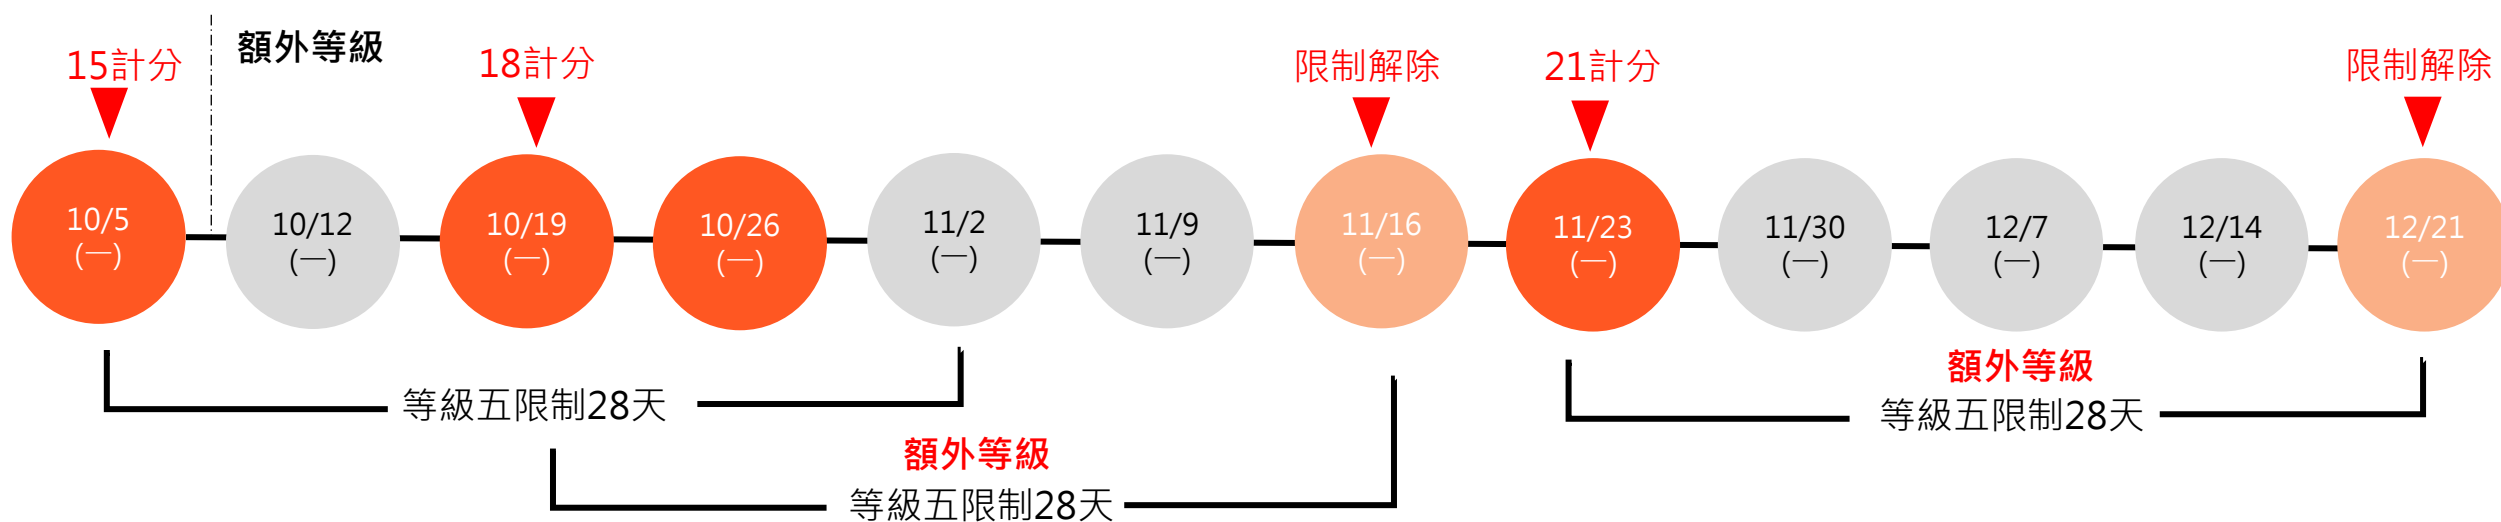 額外等級
15計分
18計分
限制解除
21計分
限制解除
10/5
(一)
10/12
(一)
10/19
(一)
10/26
(一)
11/2
(一)
11/9
(一)
11/16
(一)
11/23
(一)
11/30
(一)
12/7
(一)
12/14
(一)
12/21
(一)
等級五限制28天
額外等級
等級五限制28天
額外等級
等級五限制28天